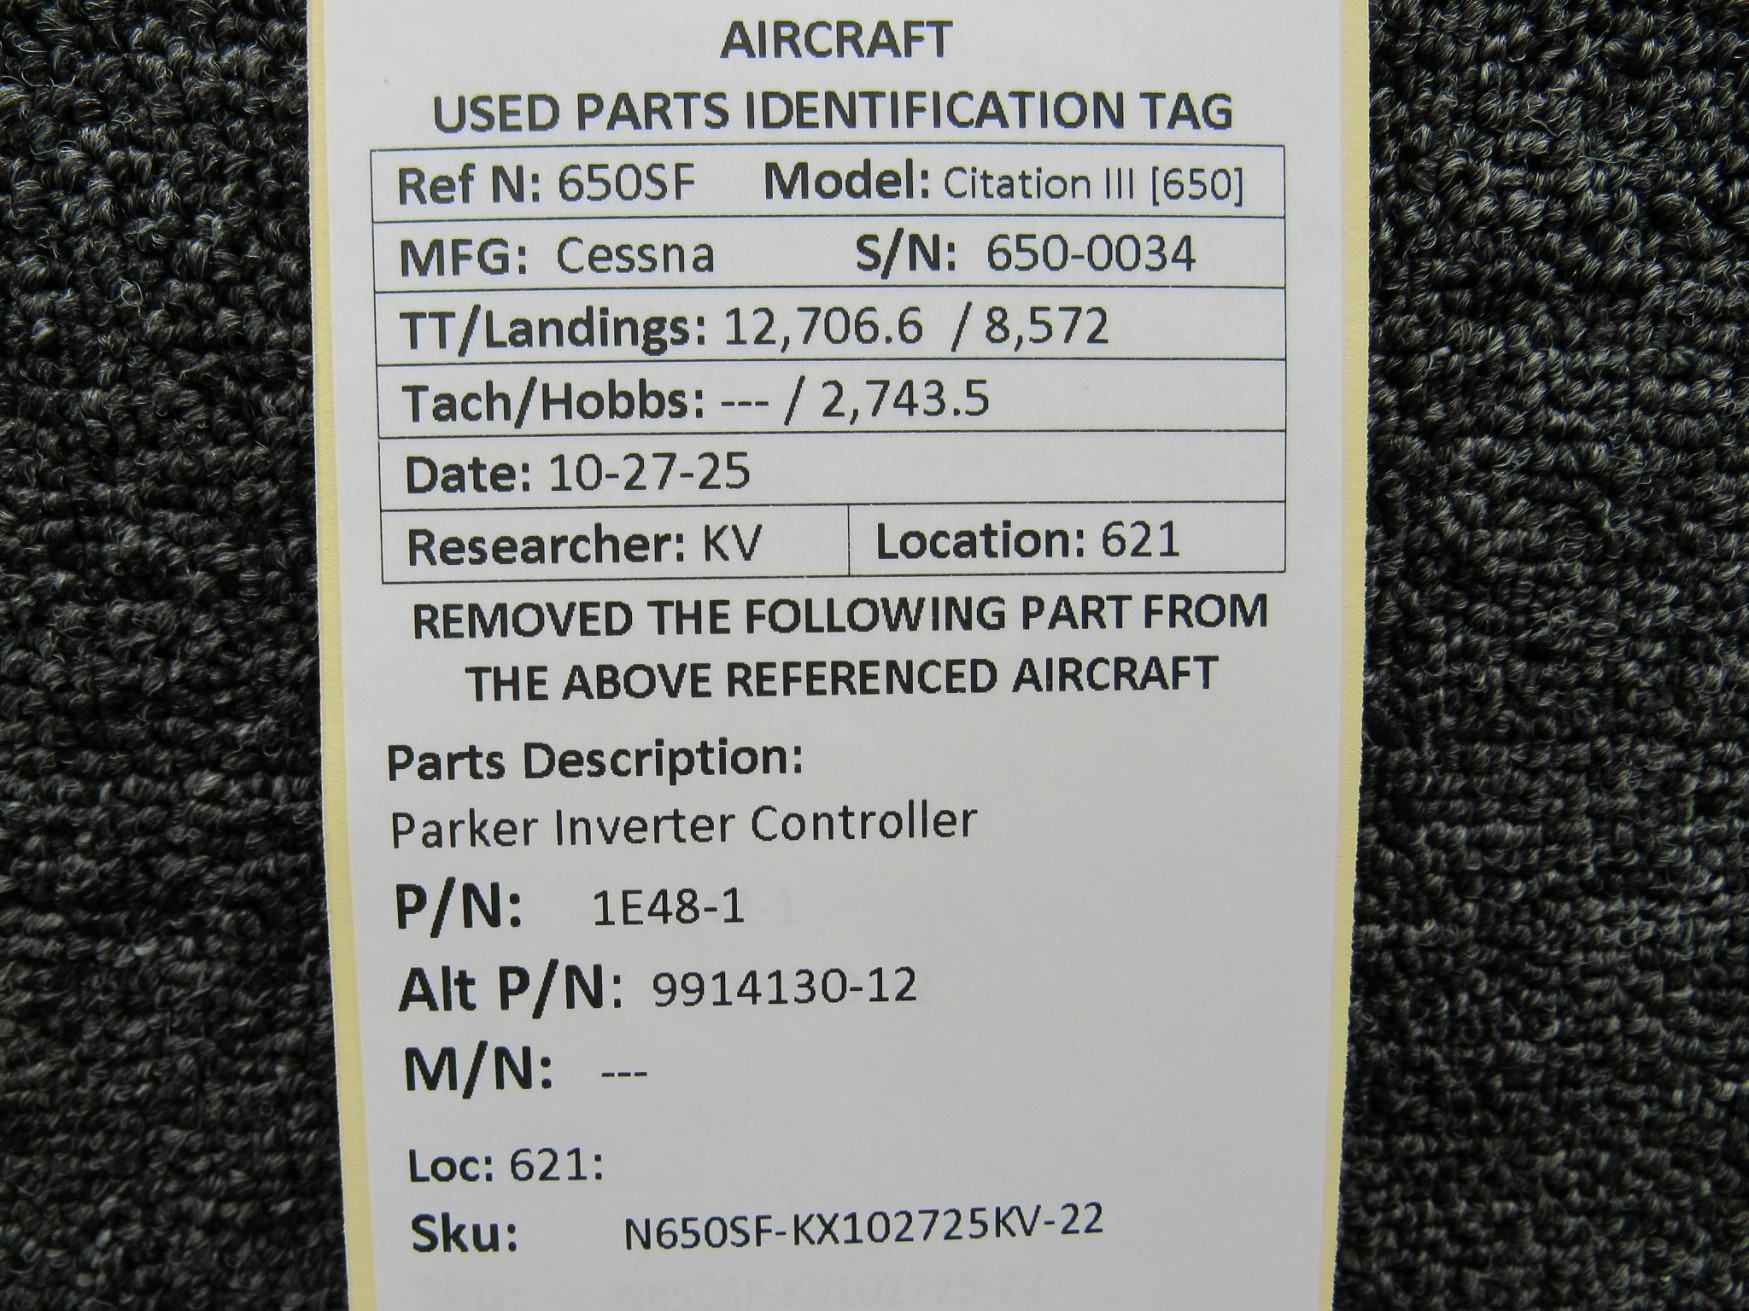 AIRCRAFT
USED PARTS IDENTIFICATION TAG
Ref N: 650SF Model: Citation III [650]
MFG: Cessna S/N: 650-0034
TT/Landings: 12,706.6 / 8,572
Tach/Hobbs: --- / 2,743.5
Date: 10-27-25
Researcher: KV Location: 621
REMOVED THE FOLLOWING PART FROM
THE ABOVE REFERENCED AIRCRAFT
Parts Description:
Parker Inverter Controller
P/N: 1E48-1
Alt P/N: 9914130-12
M/N: ---
Loc: 621:
Sku: N650SF-KX102725KV-22